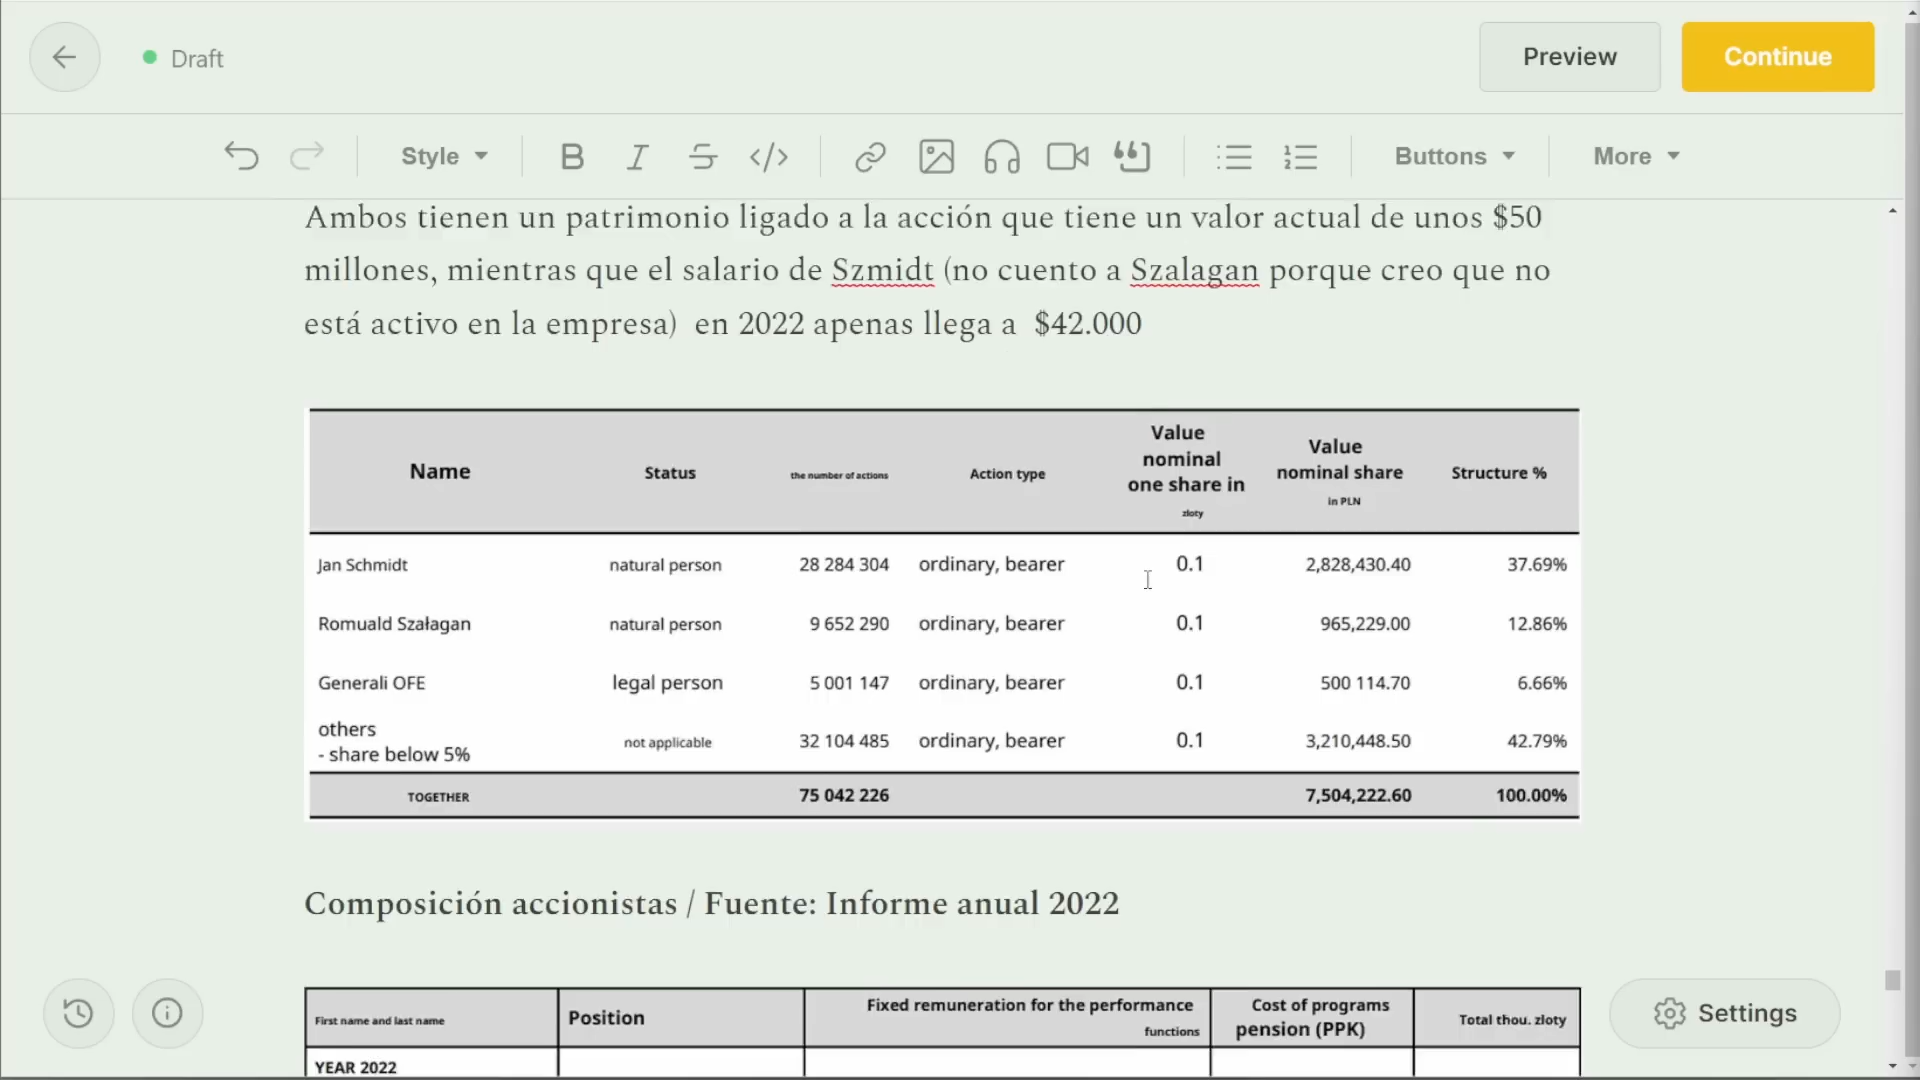 Draft
Preview
Continue
Style
Buttons
More
Ambos tienen un patrimonio ligado a la acción que tiene un valor actual de unos $50
millones, mientras que el salario de Szmidt (no cuento a Szalagan porque creo que no
está activo en la empresa)  en 2022 apenas llega a  $42.000
Name Status the number of actions Action type Value nominal one share in zloty Value nominal share in PLN Structure %
Jan Schmidt natural person 28 284 304 ordinary, bearer 0.1 2,828,430.40 37.69%
Romuald Szałagan natural person 9 652 290 ordinary, bearer 0.1 965,229.00 12.86%
Generali OFE legal person 5 001 147 ordinary, bearer 0.1 500 114.70 6.66%
others
- share below 5% not applicable 32 104 485 ordinary, bearer 0.1 3,210,448.50 42.79%
TOGETHER 75 042 226 7,504,222.60 100.00%
Composición accionistas / Fuente: Informe anual 2022
First name and last name Position Fixed remuneration for the performance functions Cost of programs pension (PPK) Total thou. zloty
YEAR 2022
Settings